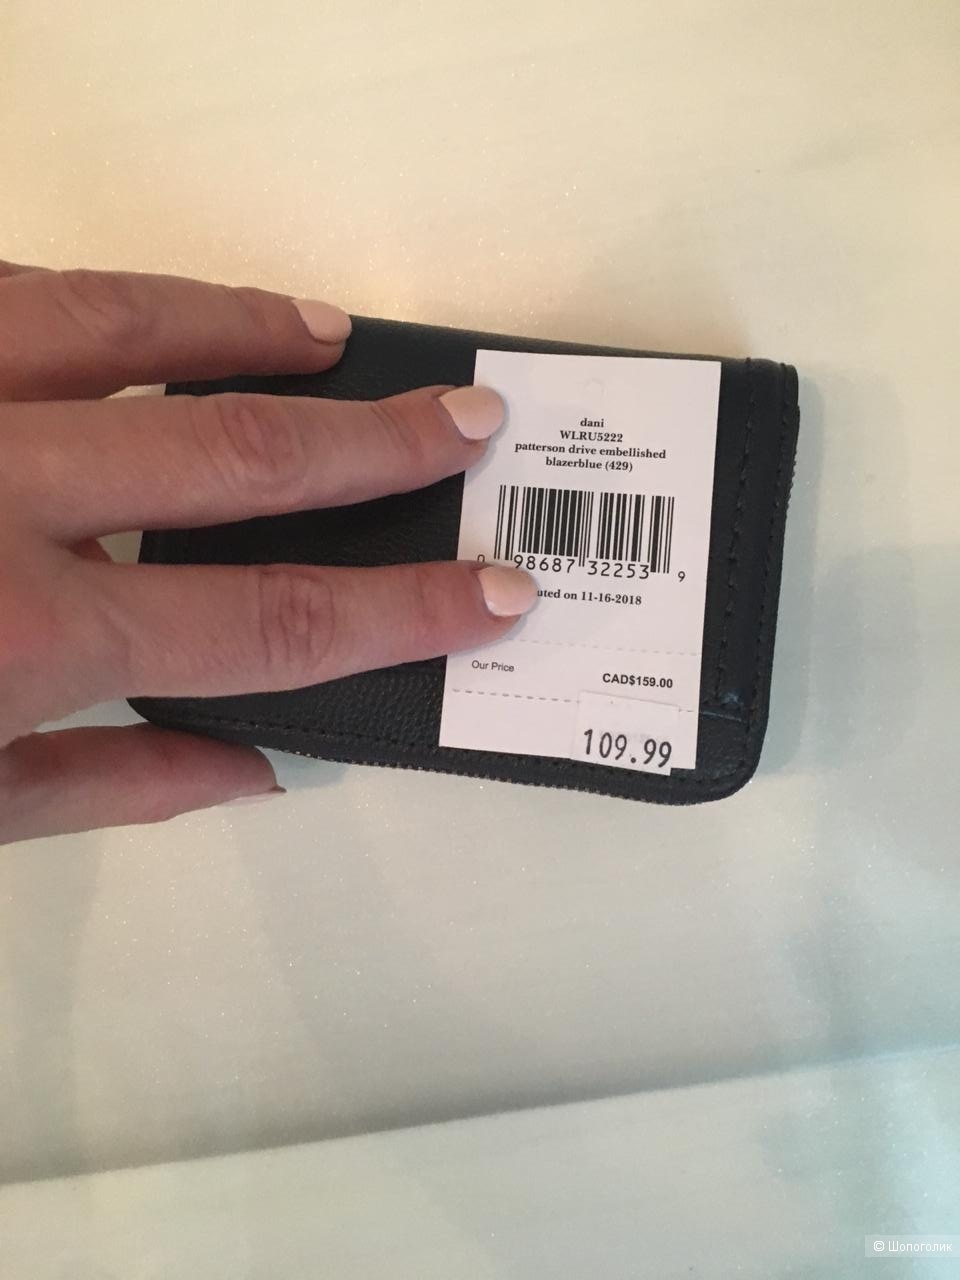 dani
WLRU5222
patterson drive embellished
blazerblue (429)
0 98687 32253 9
on 11-16-2018
Our Price
CAD$159.00
109.99
© Шопоголик